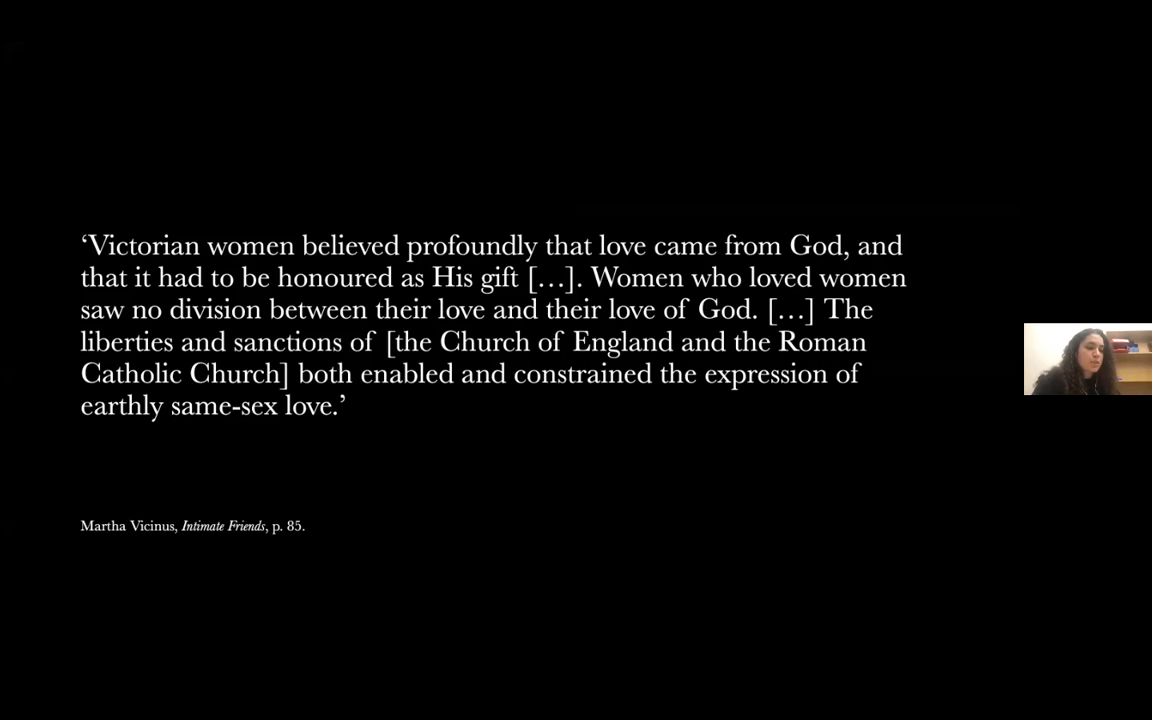 ‘Victorian women believed profoundly that love came from God, and
that it had to be honoured as His gift […]. Women who loved women
saw no division between their love and their love of God. […] The
liberties and sanctions of [the Church of England and the Roman
Catholic Church] both enabled and constrained the expression of
earthly same-sex love.’
Martha Vicinus, Intimate Friends, p. 85.